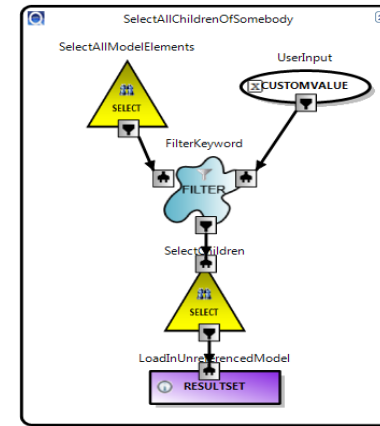 SelectAllChildrenOfSomebody
SelectAllModelElements
UserInput
SELECT
CUSTOMVALUE
FilterKeyword
FILTER
SelectChildren
SELECT
LoadInUnreferencedModel
RESULTSET